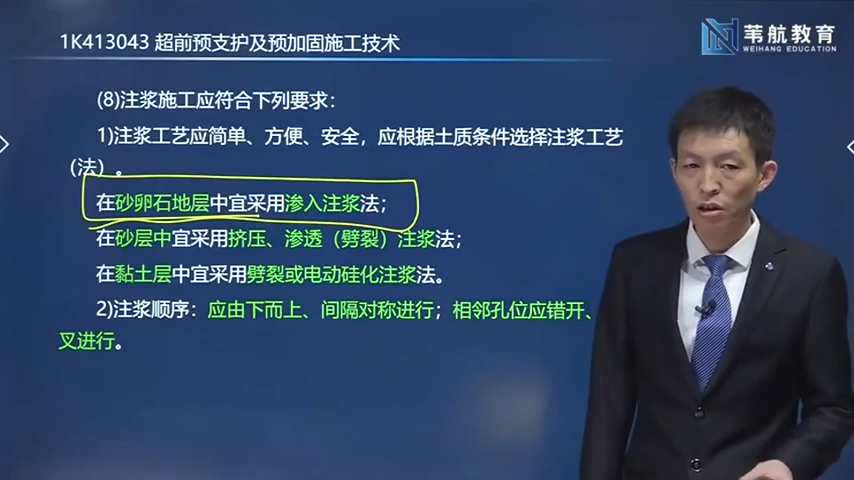 1K413043 超前预支护及预加固施工技术
苇航教育
WEIHANG EDUCATION
(8)注浆施工应符合下列要求：
1)注浆工艺应简单、方便、安全，应根据土质条件选择注浆工艺
（法）。
在砂卵石地层中宜采用渗入注浆法；
在砂层中宜采用挤压、渗透（劈裂）注浆法；
在黏土层中宜采用劈裂或电动硅化注浆法。
2)注浆顺序：应由下而上、间隔对称进行；相邻孔位应错开、
叉进行。